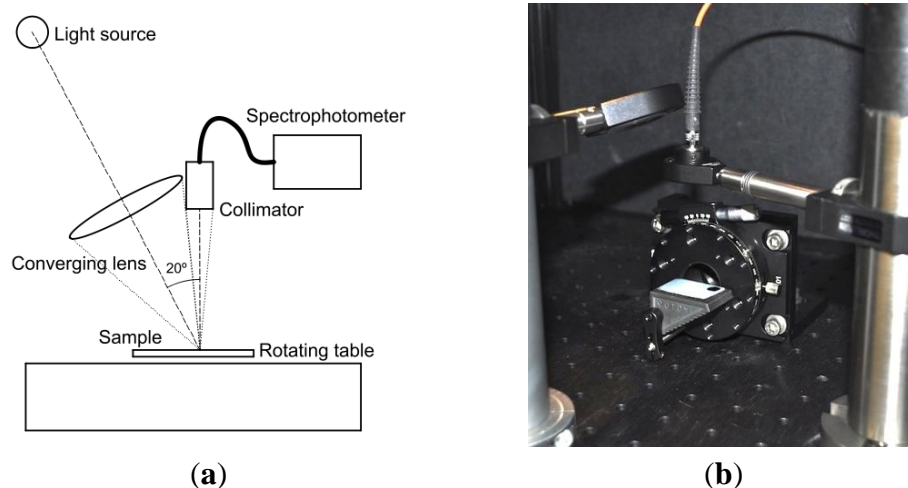 Light source
Spectrophotometer
Collimator
Converging lens
20º
Sample
Rotating table
(a)
(b)